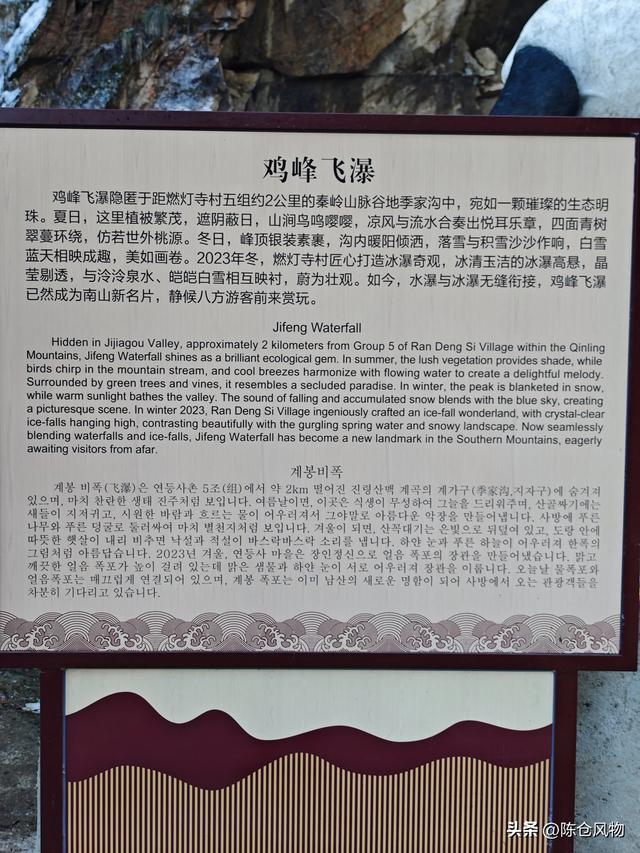 鸡峰飞瀑
鸡峰飞瀑隐匿于距燃灯寺村五组约2公里的秦岭山脉谷地季家沟中，宛如一颗璀璨的生态明
珠。夏日，这里植被繁茂，遮阴蔽日，山涧鸟鸣嘤嘤，凉风与流水合奏出悦耳乐章，四面青树
翠蔓环绕，仿若世外桃源。冬日，峰顶银装素裹，沟内暖阳倾洒，落雪与积雪沙沙作响，白雪
蓝天相映成趣，美如画卷。2023年冬，燃灯寺村匠心打造冰瀑奇观，冰清玉洁的冰瀑高悬，晶
莹剔透，与泠泠泉水、皑皑白雪相互映衬，蔚为壮观。如今，水瀑与冰瀑无缝衔接，鸡峰飞瀑
已然成为南山新名片，静候八方游客前来赏玩。
Jifeng Waterfall
Hidden in Jijiagou Valley, approximately 2 kilometers from Group 5 of Ran Deng Si Village within the Qinling
Mountains, Jifeng Waterfall shines as a brilliant ecological gem. In summer, the lush vegetation provides shade, while
birds chirp in the mountain stream, and cool breezes harmonize with flowing water to create a delightful melody.
Surrounded by green trees and vines, it resembles a secluded paradise. In winter, the peak is blanketed in snow,
while warm sunlight bathes the valley. The sound of falling and accumulated snow blends with the blue sky, creating
a picturesque scene. In winter 2023, Ran Deng Si Village ingeniously crafted an ice-fall wonderland, with crystal-clear
ice-falls hanging high, contrasting beautifully with the gurgling spring water and snowy landscape. Now seamlessly
blending waterfalls and ice-falls, Jifeng Waterfall has become a new landmark in the Southern Mountains, eagerly
awaiting visitors from afar.
계봉비폭
계봉 비폭(飞瀑)은 연등사촌 5조(组)에서 약 2km 떨어진 진령산맥 계곡의 계가구(季家沟,지자구)에 숨겨져
있으며, 마치 찬란한 생태 진주처럼 보입니다. 여름날이면, 이곳은 식생이 무성하여 그늘을 드리워주며, 산골짜기에는
새들이 지저귀고, 시원한 바람과 흐르는 물이 어우러져서 그야말로 아름다운 악장을 만들어냅니다. 사방에 푸른
나무와 푸른 덩굴로 둘러싸여 마치 별천지처럼 보입니다. 겨울이 되면, 산꼭대기는 은빛으로 뒤덮여 있고, 도랑 안에
따뜻한 햇살이 내리 비추면 낙설과 적설이 바스락바스락 소리를 냅니다. 하얀 눈과 푸른 하늘이 어우러져 한폭의
그림처럼 아름답습니다. 2023년 겨울, 연등사 마을은 장인정신으로 얼음 폭포의 장관을 만들어냈습니다. 맑고
깨끗한 얼음 폭포가 높이 걸려 있는데 맑은 샘물과 하얀 눈이 서로 어우러져 장관을 이룹니다. 오늘날 물폭포와
얼음폭포는 매끄럽게 연결되어 있으며, 계봉 폭포는 이미 남산의 새로운 명함이 되어 사방에서 오는 관광객들을
차분히 기다리고 있습니다.
头条 @陈仓风物